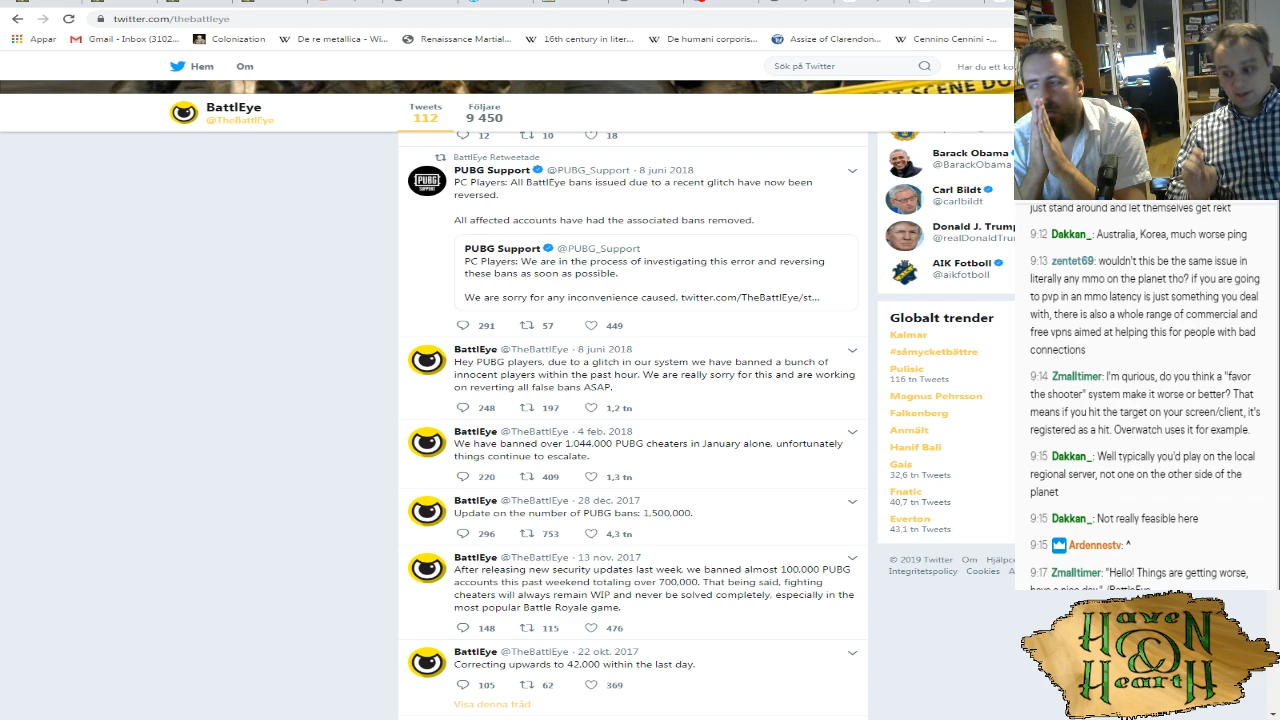 twitter.com/thebattleye
Appar
Gmail - Inbox (3102...
Colonization
De re metallica - Wi...
Renaissance Martial...
16th century in liter...
De humani corporis...
Assize of Clarendon...
Cennino Cennini -...
Hem
Om
Sök på Twitter
Har du ett ko
SCENE DO
BattlEye
@TheBattlEye
Tweets
112
Följare
9 450
12
10
18
BattlEye Retweetade
PUBG Support @PUBG_Support · 8 juni 2018
PC Players: All BattlEye bans issued due to a recent glitch have now been
reversed.
All affected accounts have had the associated bans removed.
PUBG Support @PUBG_Support
PC Players: We are in the process of investigating this error and reversing
these bans as soon as possible.
We are sorry for any inconvenience caused. twitter.com/TheBattlEye/st...
291
57
449
BattlEye @TheBattlEye · 8 juni 2018
Hey PUBG players, due to a glitch in our system we have banned a bunch of
innocent players within the past hour. We are really sorry for this and are working
on reverting all false bans ASAP.
248
197
1,2 tn
BattlEye @TheBattlEye · 4 feb. 2018
We have banned over 1,044,000 PUBG cheaters in January alone, unfortunately
things continue to escalate.
220
409
1,3 tn
BattlEye @TheBattlEye · 28 dec. 2017
Update on the number of PUBG bans: 1,500,000.
296
753
4,3 tn
BattlEye @TheBattlEye · 13 nov. 2017
After releasing new security updates last week, we banned almost 100,000 PUBG
accounts this past weekend totaling over 700,000. That being said, fighting
cheaters will always remain WIP and never be solved completely, especially in the
most popular Battle Royale game.
148
115
476
BattlEye @TheBattlEye · 22 okt. 2017
Correcting upwards to 42,000 within the last day.
105
62
369
Visa denna tråd
Barack Obama
@BarackObama
Carl Bildt
@carlbildt
Donald J. Trump
@realDonaldTrun
AIK Fotboll
@aikfotboll
Globalt trender
Kalmar
#såmycketbättre
Pulisic
116 tn Tweets
Magnus Pehrsson
Falkenberg
Anmält
Hanif Bali
Gais
32,6 tn Tweets
Fnatic
40,7 tn Tweets
Everton
43,1 tn Tweets
© 2019 Twitter Om Hjälpce
Integritetspolicy Cookies A
just stand around and let themselves get rekt
9:12 Dakkan_: Australia, Korea, much worse ping
9:13 zentet69: wouldn't this be the same issue in
literally any mmo on the planet tho? if you are going
to pvp in an mmo latency is just something you deal
with, there is also a whole range of commercial and
free vpns aimed at helping this for people with bad
connections
9:14 Zmalltimer: I'm qurious, do you think a "favor
the shooter" system make it worse or better? That
means if you hit the target on your screen/client, it's
registered as a hit. Overwatch uses it for example.
9:15 Dakkan_: Well typically you'd play on the local
regional server, not one on the other side of the
planet
9:15 Dakkan_: Not really feasible here
9:15 Ardennestv: ^
9:17 Zmalltimer: "Hello! Things are getting worse,
have a nice day." /BattleEye
Haven
&
Hearth